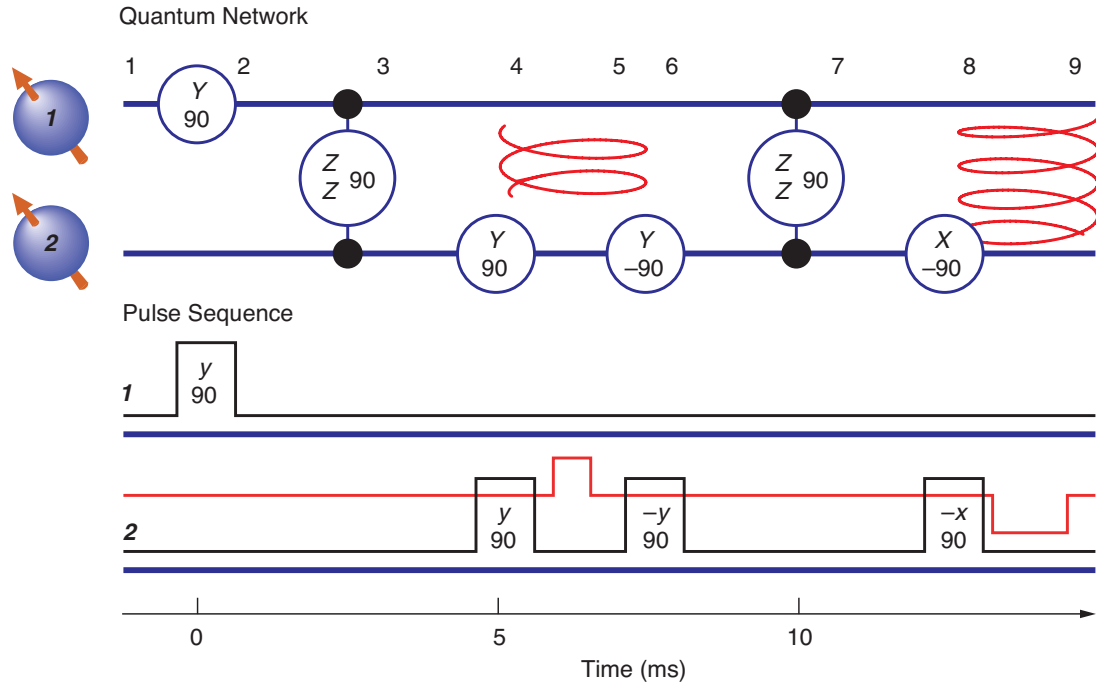 Quantum Network
1 2 3 4 5 6 7 8 9
1
Y
90
Z
Z 90
Z
Z 90
2
Y
90
Y
–90
X
–90
Pulse Sequence
1
y
90
2
y
90
–y
90
–x
90
0 5 10
Time (ms)